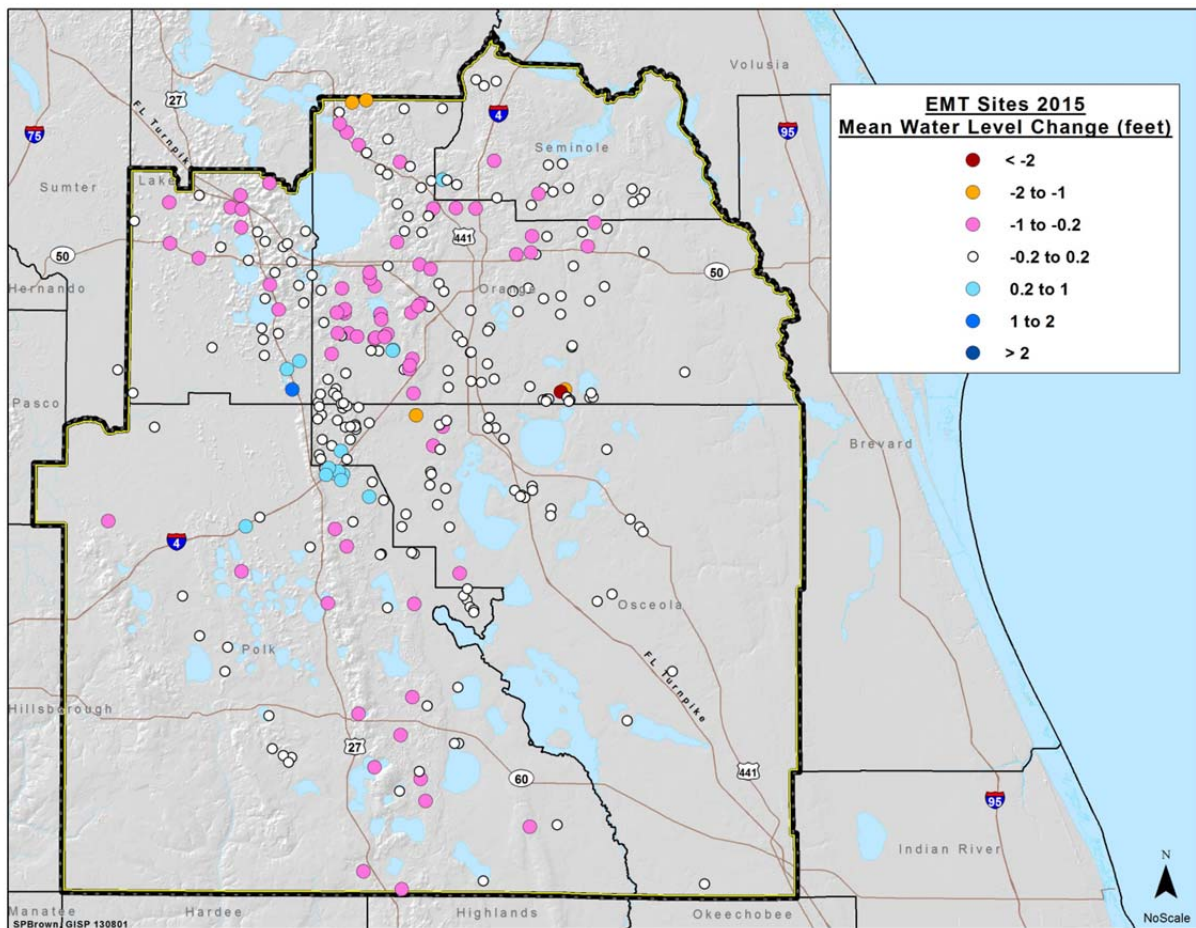 EMT Sites 2015
Mean Water Level Change (feet)
< -2
-2 to -1
-1 to -0.2
-0.2 to 0.2
0.2 to 1
1 to 2
> 2
Volusia
27
4
95
75
FL Turnpik
Seminole
Sumter
Lake
441
50
50
Hernando
Orange
Pasco
Brevard
4
Osceola
Polk
FL Turnpike
Hillsborough
27
441
60
95
Indian River
N
NoScale
Manatee
Hardee
Highlands
Okeechobee
SPBrown, GISP 130801